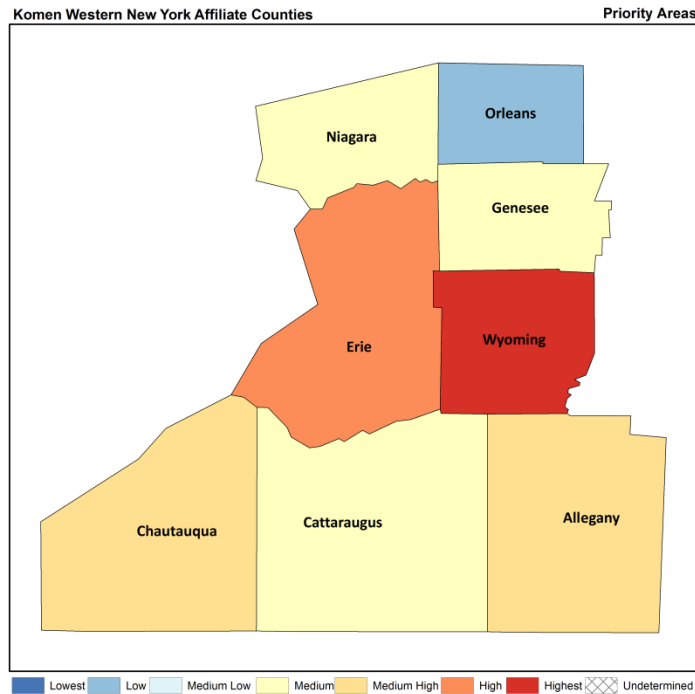 Komen Western New York Affiliate Counties Priority Areas
Orleans
Niagara
Genesee
Wyoming
Erie
Allegany
Cattaraugus
Chautauqua
Lowest Low Medium Low Medium Medium High High Highest Undetermined